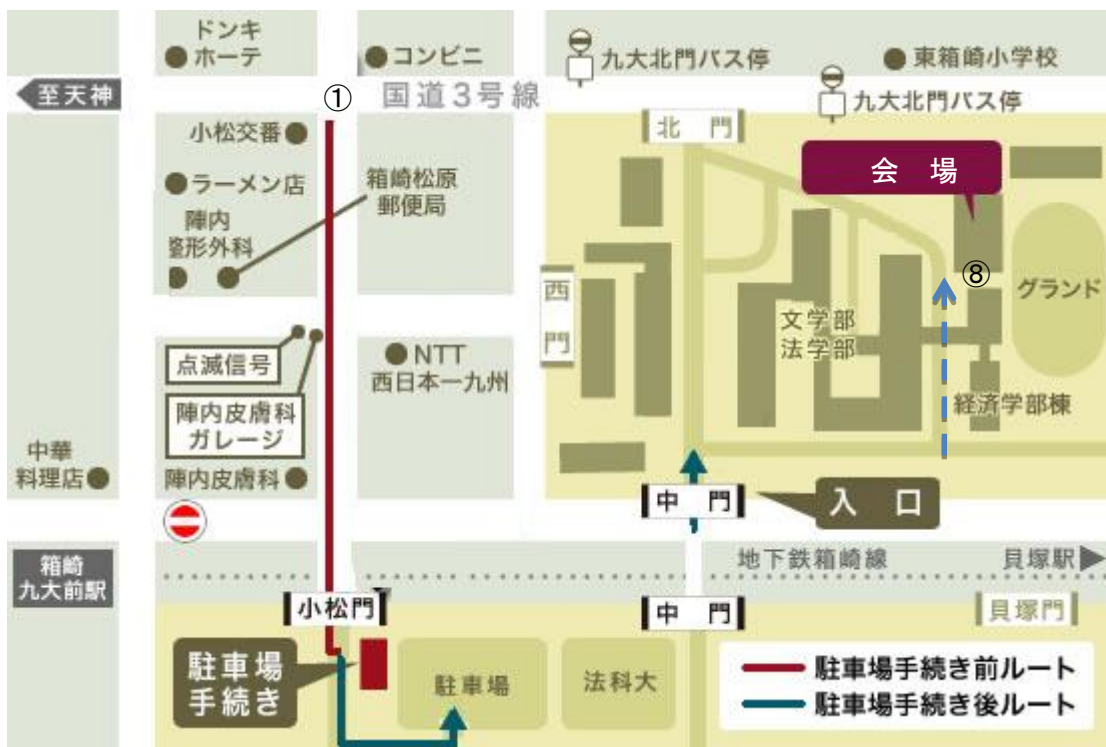 ドンキ
ホーテ
コンビニ
九大北門バス停
東箱崎小学校
至天神
①
国道3号線
九大北門バス停
小松交番
北 門
会 場
ラーメン店
箱崎松原
郵便局
陣内
整形外科
西
門
⑧
グランド
文学部
法学部
点滅信号
NTT
西日本一九州
陣内皮膚科
ガレージ
経済学部棟
中華
料理店
陣内皮膚科
中 門
入 口
箱崎
九大前駅
地下鉄箱崎線
貝塚駅
小松門
中 門
貝塚門
駐車場
手続き
駐車場
法科大
駐車場手続き前ルート
駐車場手続き後ルート